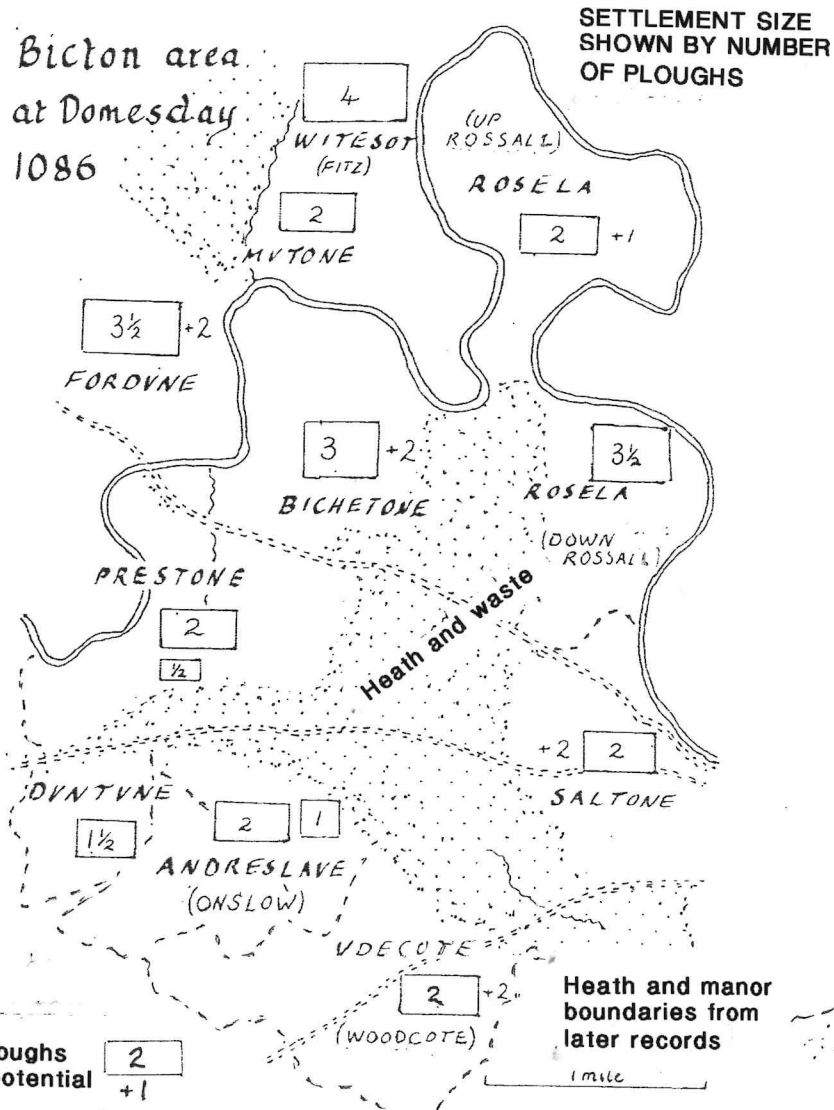 Bicton area
at Domesday
1086
SETTLEMENT SIZE
SHOWN BY NUMBER
OF PLOUGHS
4
WITESOT
(FITZ)
2
MVTONE
(UP
ROSSALL)
ROSELA
2 +1
3½ +2
FORDVNE
3 +2
BICHETONE
3½
ROSELA
(DOWN
ROSSALL)
PRESTONE
2
½
Heath and waste
+2 2
SALTONE
DVNTVNE
1½
2 1
ANDRESLAVE
(ONSLOW)
VDECOTE
2 +2
(WOODCOTE)
Heath and manor
boundaries from
later records
1 mile
oughs
otential
2
+1